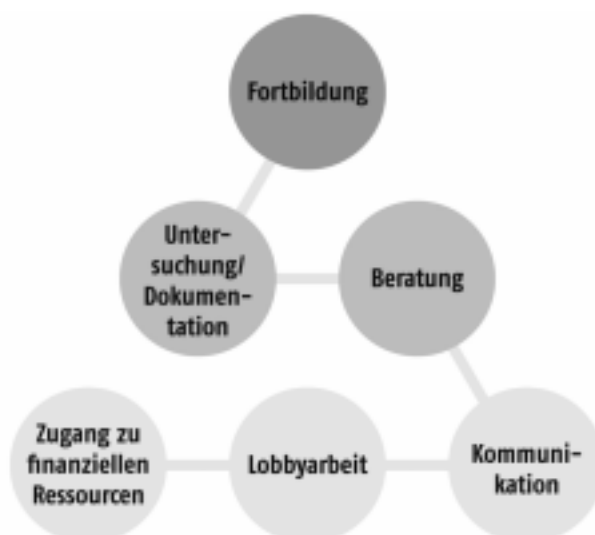 Fortbildung
Unter-
suchung/
Dokumen-
tation
Beratung
Zugang zu
finanziellen
Ressourcen
Lobbyarbeit
Kommuni-
kation